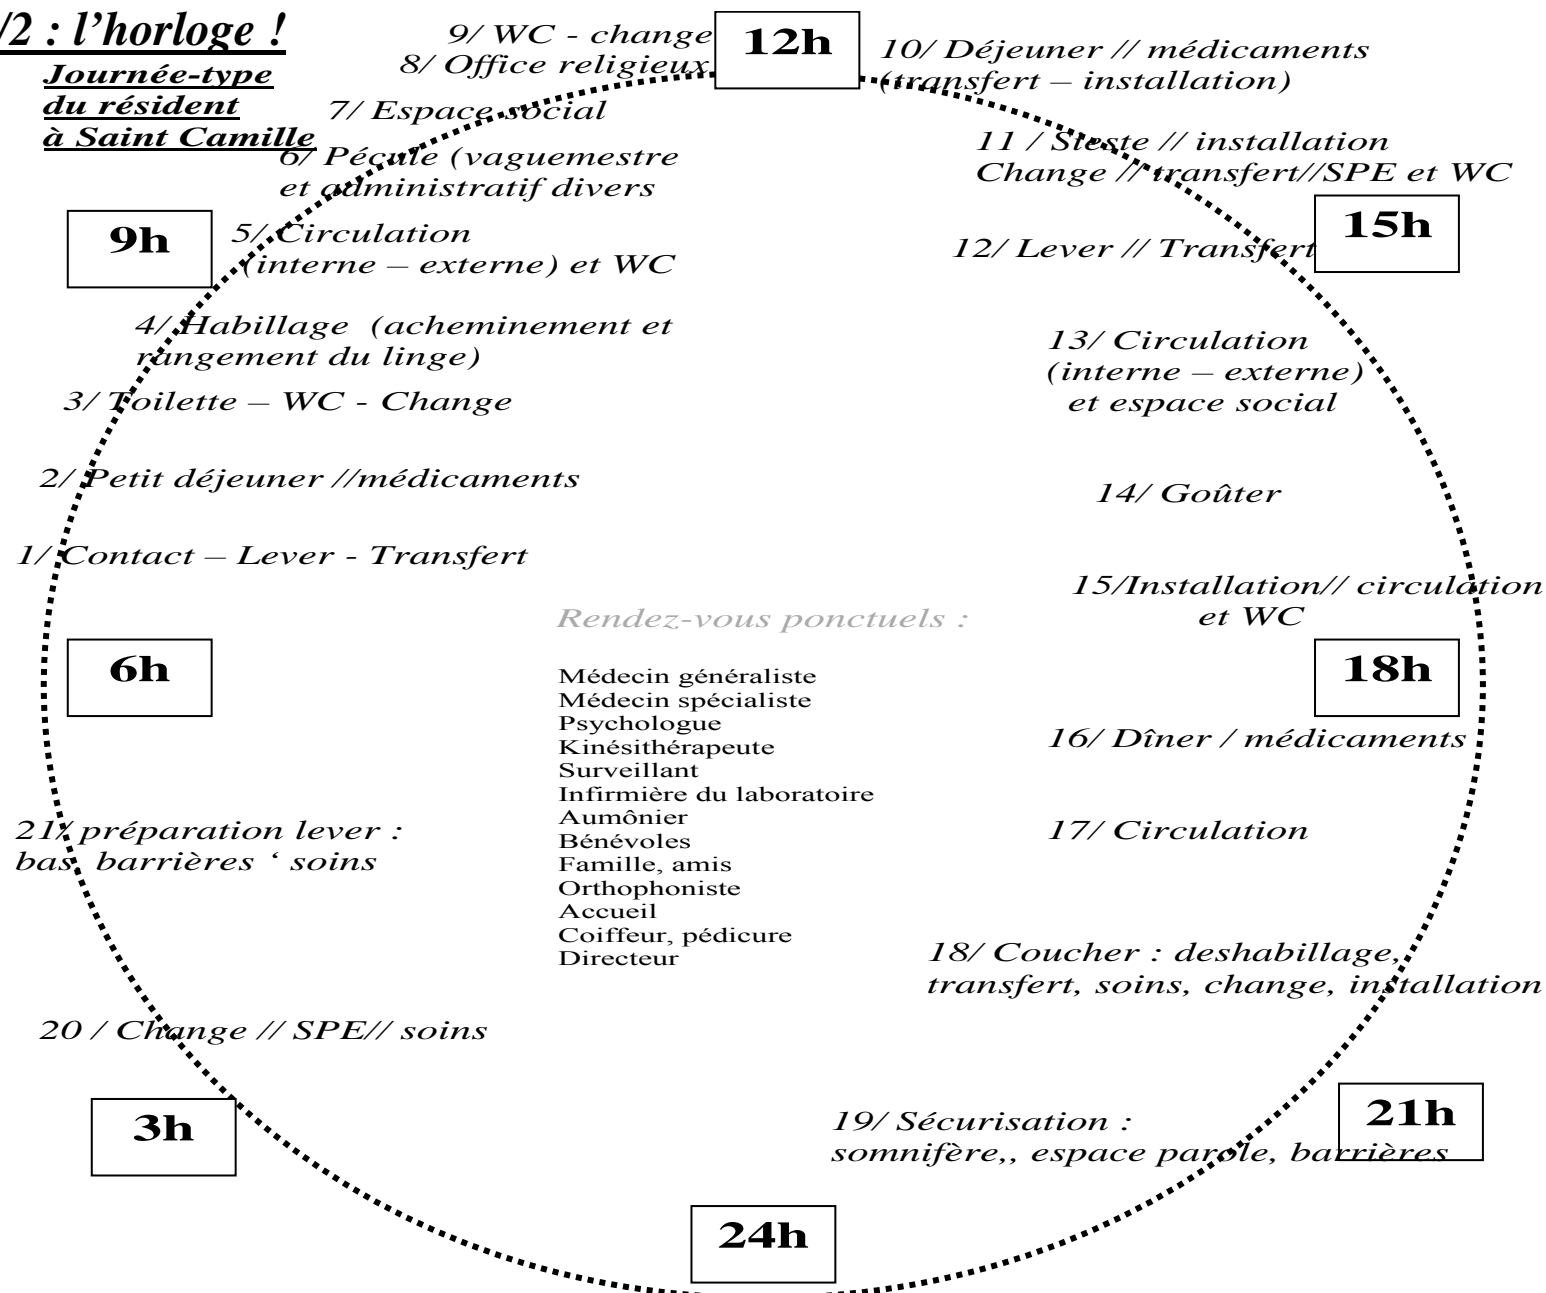 /2 : l’horloge !
Journée-type
du résident
à Saint Camille
9/ WC - change
8/ Office religieux
7/ Espace social
6/ Pécule (vaguemestre
et administratif divers
9h
5/ Circulation
(interne – externe) et WC
4/ Habillage (acheminement et
rangement du linge)
3/ Toilette – WC - Change
2/ Petit déjeuner //médicaments
1/ Contact – Lever - Transfert
6h
21/ préparation lever :
bas, barrières ‘ soins
20 / Change // SPE// soins
3h
12h
10/ Déjeuner // médicaments
(transfert – installation)
11 / Sieste // installation
Change // transfert//SPE et WC
15h
12/ Lever // Transfert
13/ Circulation
(interne – externe)
et espace social
14/ Goûter
15/Installation// circulation
et WC
18h
16/ Dîner / médicaments
17/ Circulation
18/ Coucher : deshabillage,
transfert, soins, change, installation
21h
19/ Sécurisation :
somnifère,, espace parole, barrières
24h
Rendez-vous ponctuels :
Médecin généraliste
Médecin spécialiste
Psychologue
Kinésithérapeute
Surveillant
Infirmière du laboratoire
Aumônier
Bénévoles
Famille, amis
Orthophoniste
Accueil
Coiffeur, pédicure
Directeur